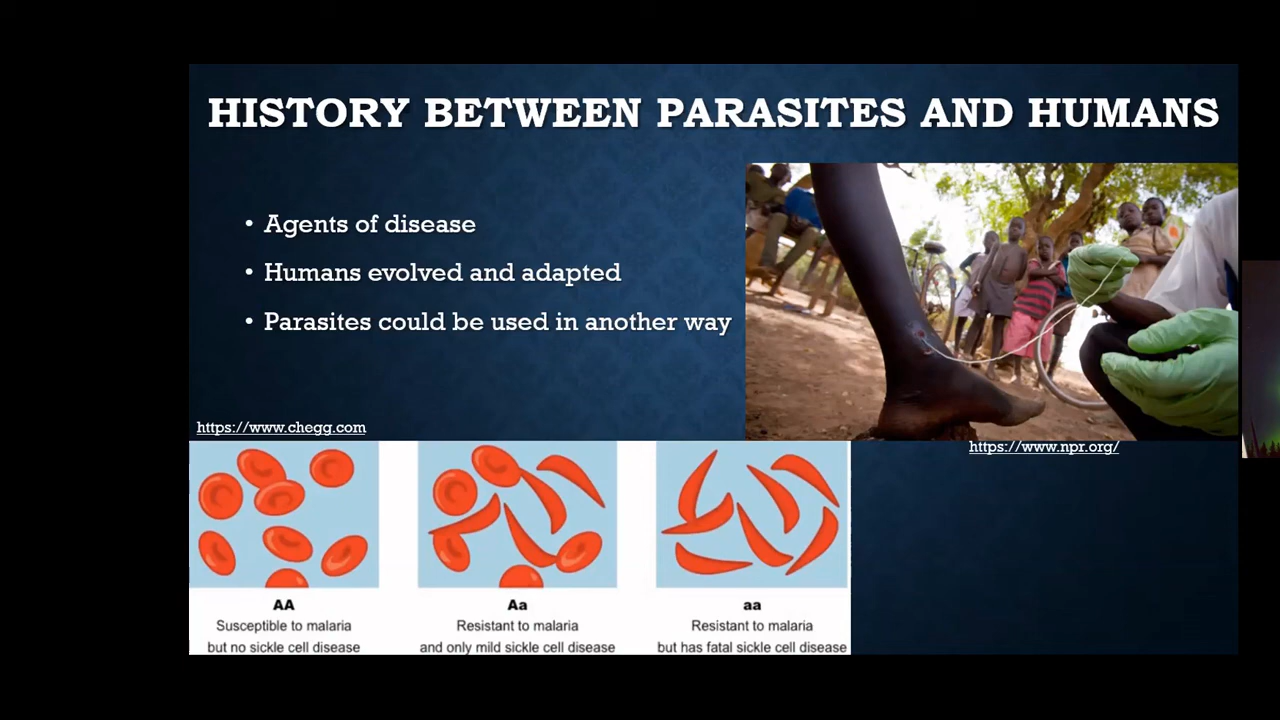 HISTORY BETWEEN PARASITES AND HUMANS
• Agents of disease
• Humans evolved and adapted
• Parasites could be used in another way
https://www.chegg.com
https://www.npr.org/
AA
Susceptible to malaria
but no sickle cell disease
Aa
Resistant to malaria
and only mild sickle cell disease
aa
Resistant to malaria
but has fatal sickle cell disease